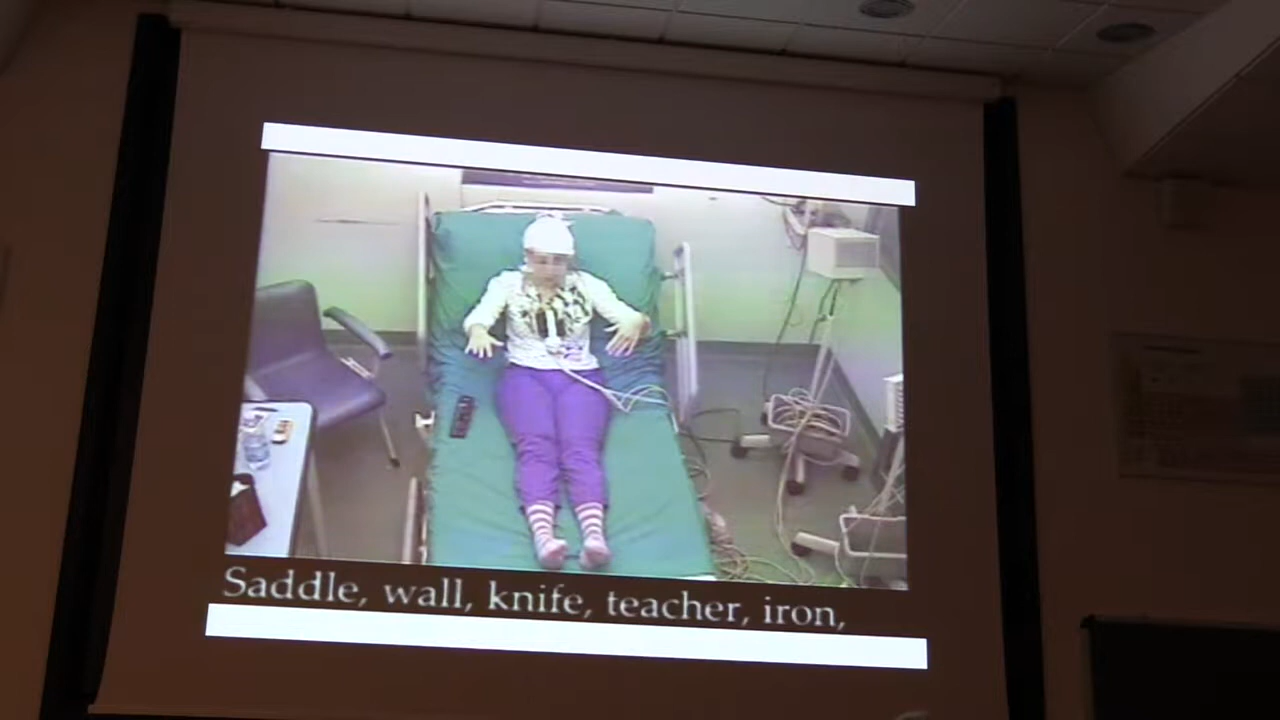 Saddle, wall, knife, teacher, iron,